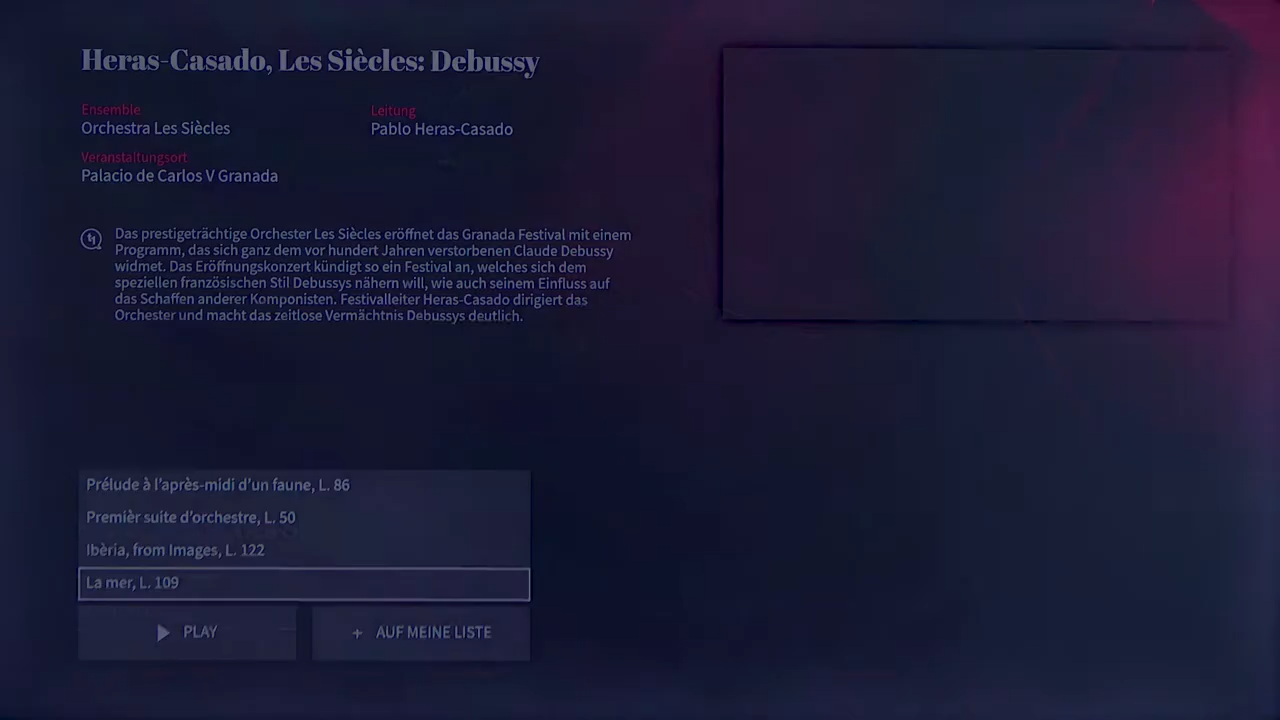 Heras-Casado, Les Siècles: Debussy
Ensemble
Orchestra Les Siècles
Leitung
Pablo Heras-Casado
Veranstaltungsort
Palacio de Carlos V Granada
Das prestigeträchtige Orchester Les Siècles eröffnet das Granada Festival mit einem
Programm, das sich ganz dem vor hundert Jahren verstorbenen Claude Debussy
widmet. Das Eröffnungskonzert kündigt so ein Festival an, welches sich dem
speziellen französischen Stil Debussys nähern will, wie auch seinem Einfluss auf
das Schaffen anderer Komponisten. Festivalleiter Heras-Casado dirigiert das
Orchester und macht das zeitlose Vermächtnis Debussys deutlich.
Prélude à l'après-midi d'un faune, L. 86
Premièr suite d'orchestre, L. 50
Ibèria, from Images, L. 122
La mer, L. 109
PLAY
+ AUF MEINE LISTE